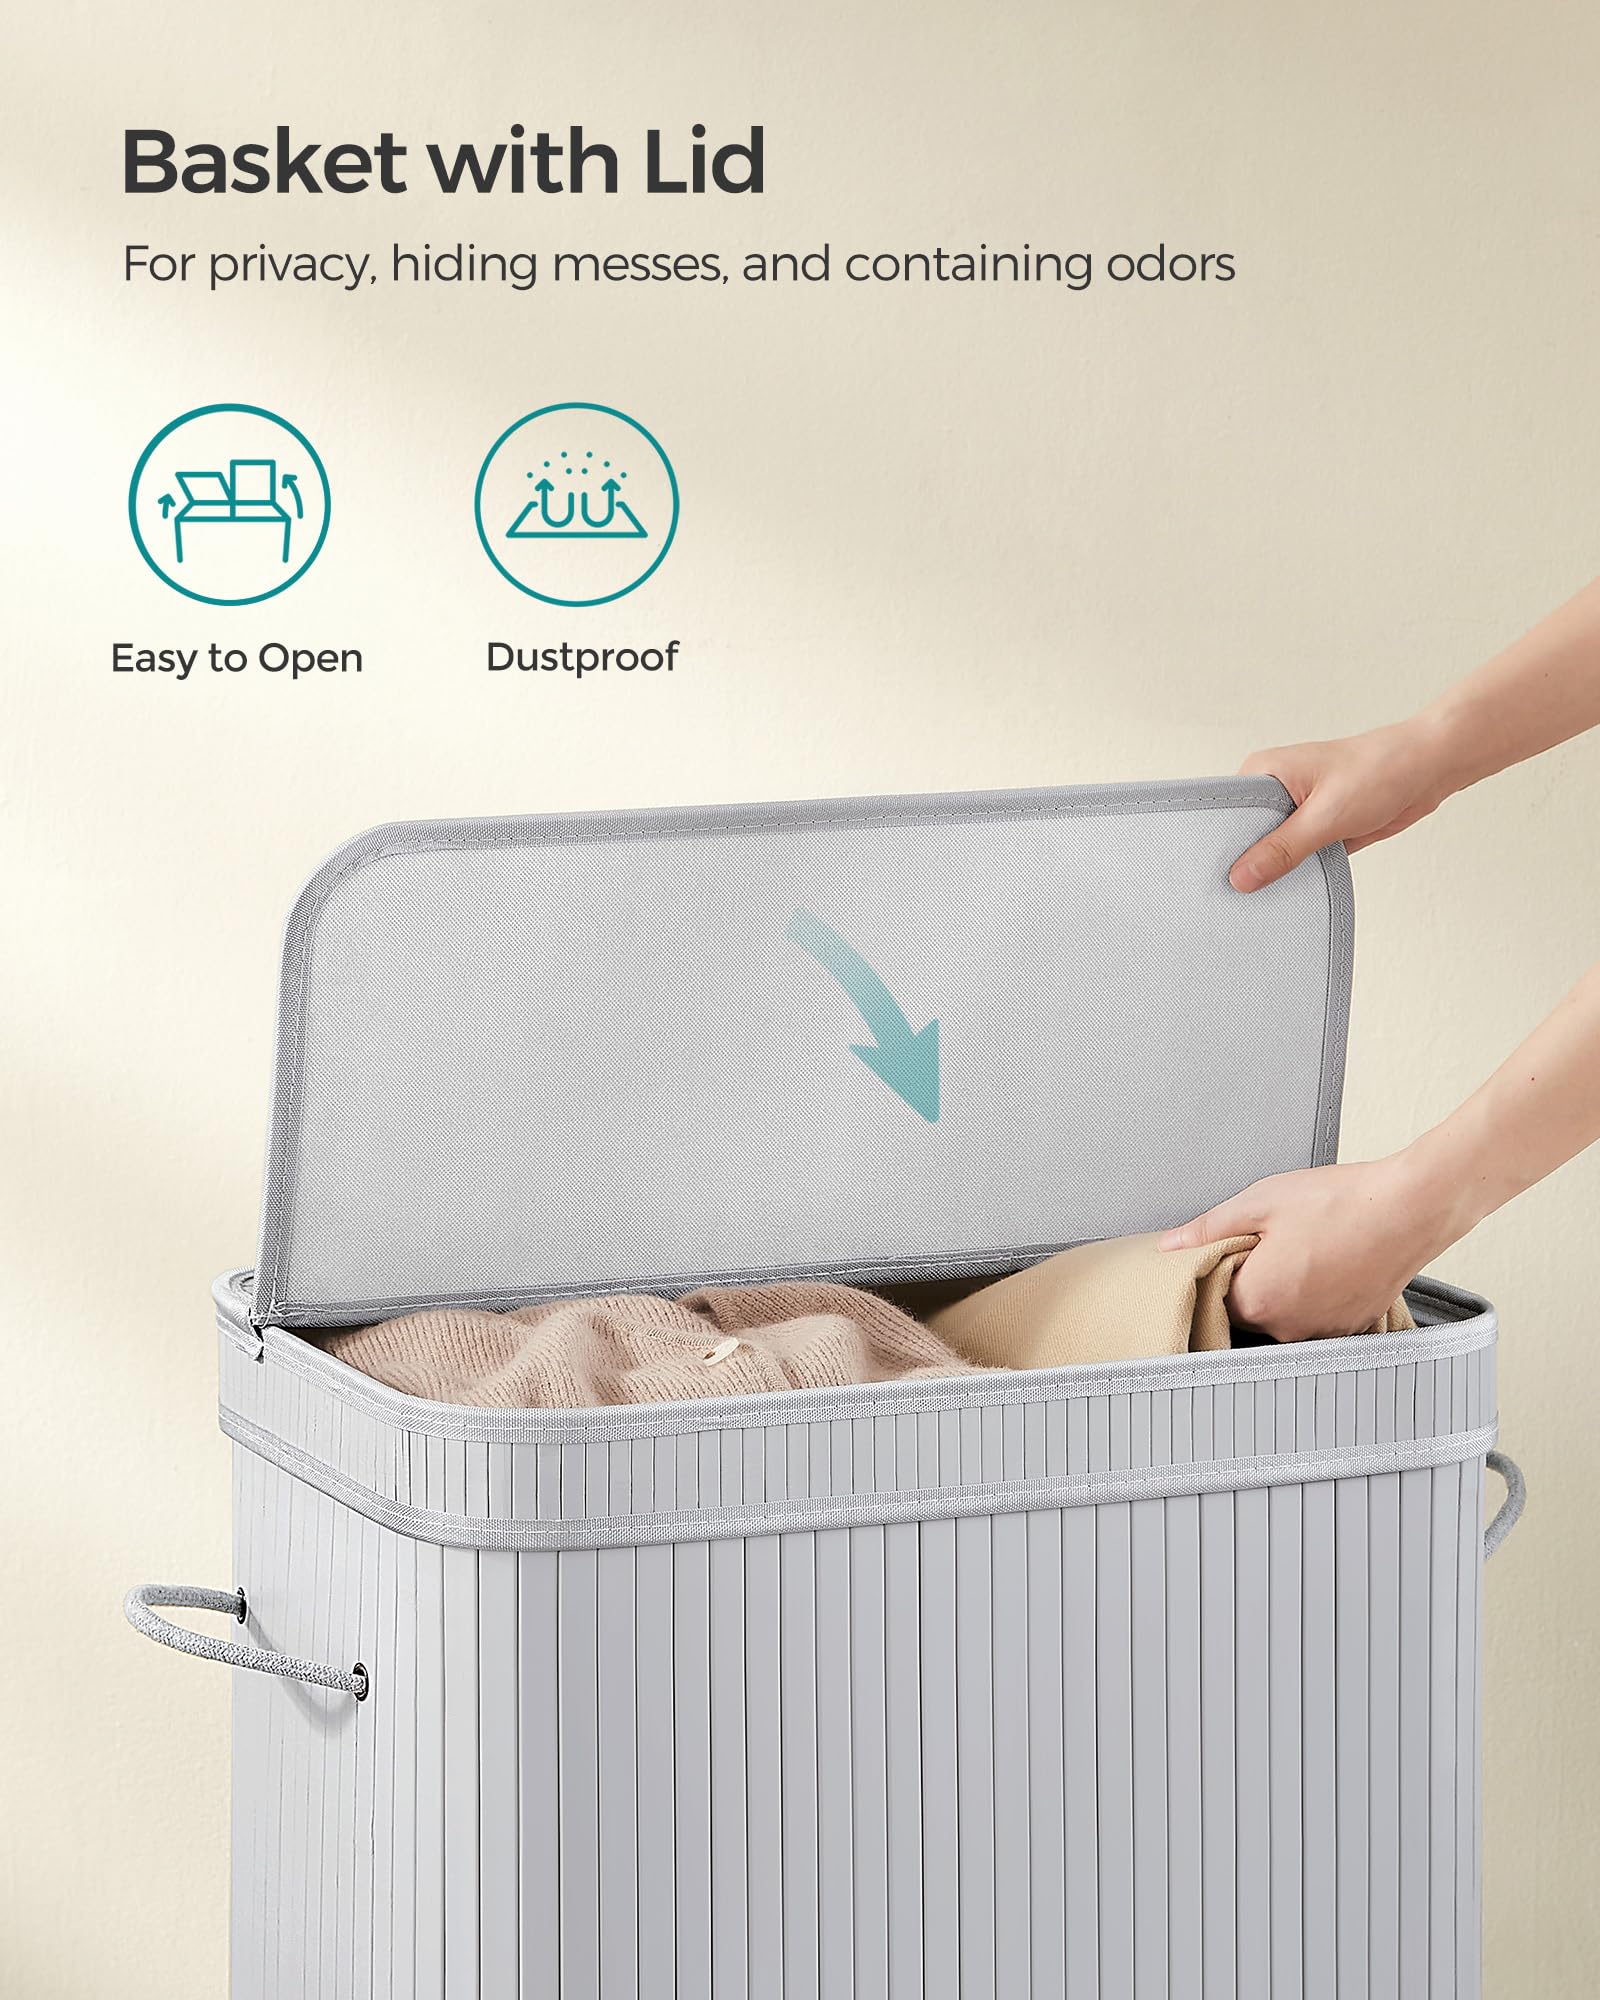 Basket with Lid
For privacy, hiding messes, and containing odors
Easy to Open
Dustproof